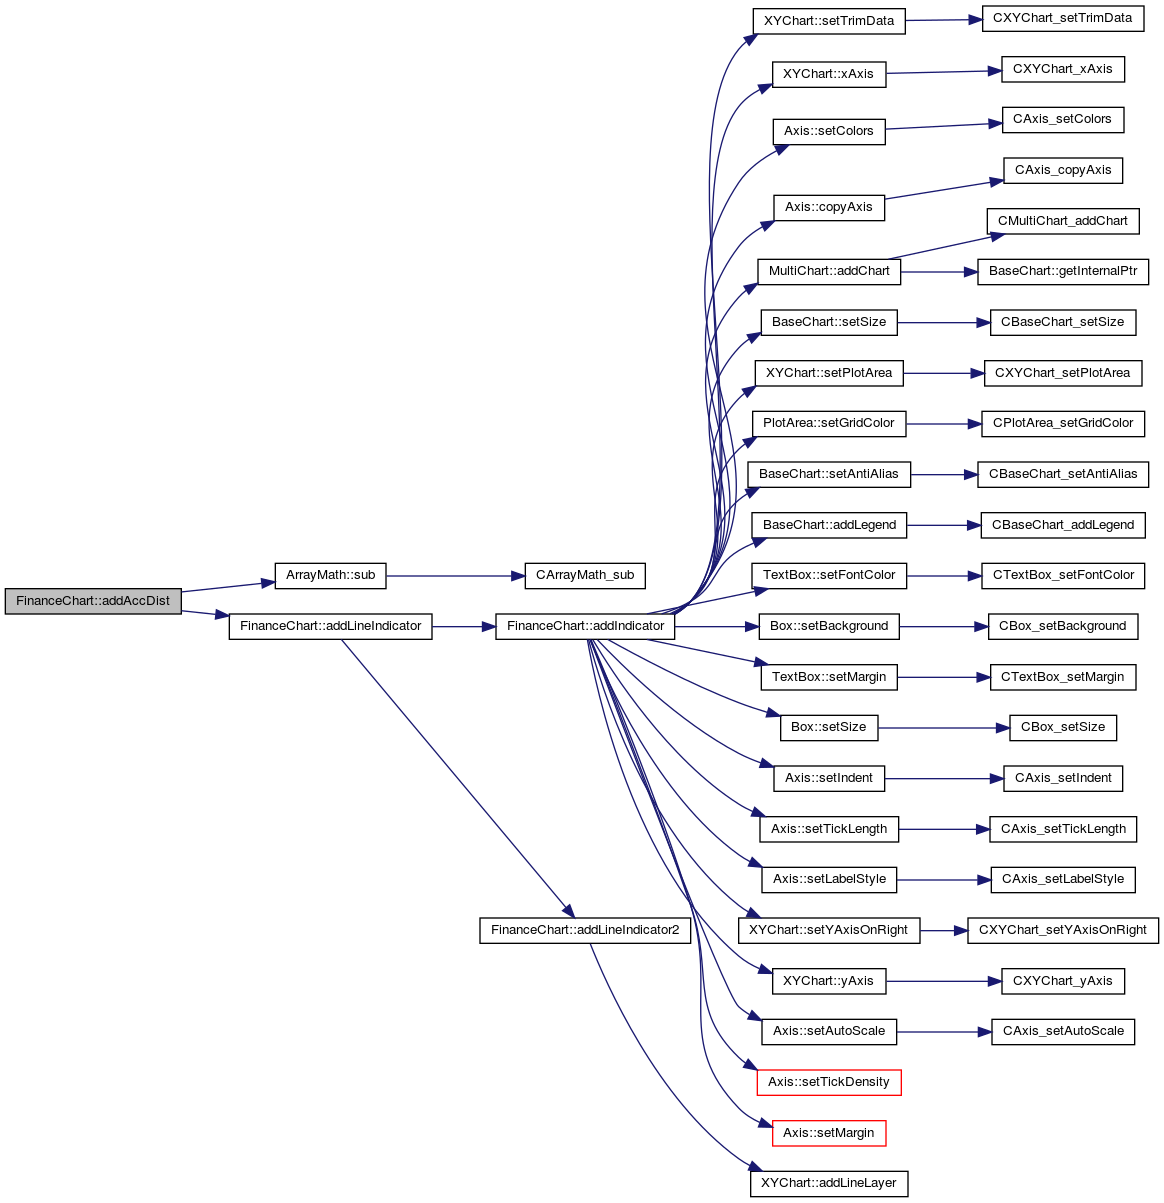 XYChart::setTrimData
CXYChart_setTrimData
XYChart::xAxis
CXYChart_xAxis
Axis::setColors
CAxis_setColors
Axis::copyAxis
CAxis_copyAxis
MultiChart::addChart
CMultiChart_addChart
BaseChart::getInternalPtr
BaseChart::setSize
CBaseChart_setSize
XYChart::setPlotArea
CXYChart_setPlotArea
PlotArea::setGridColor
CPlotArea_setGridColor
BaseChart::setAntiAlias
CBaseChart_setAntiAlias
BaseChart::addLegend
CBaseChart_addLegend
ArrayMath::sub
CArrayMath_sub
TextBox::setFontColor
CTextBox_setFontColor
FinanceChart::addAccDist
FinanceChart::addLineIndicator
FinanceChart::addIndicator
Box::setBackground
CBox_setBackground
TextBox::setMargin
CTextBox_setMargin
Box::setSize
CBox_setSize
Axis::setIndent
CAxis_setIndent
Axis::setTickLength
CAxis_setTickLength
Axis::setLabelStyle
CAxis_setLabelStyle
FinanceChart::addLineIndicator2
XYChart::setYAxisOnRight
CXYChart_setYAxisOnRight
XYChart::yAxis
CXYChart_yAxis
Axis::setAutoScale
CAxis_setAutoScale
Axis::setTickDensity
Axis::setMargin
XYChart::addLineLayer